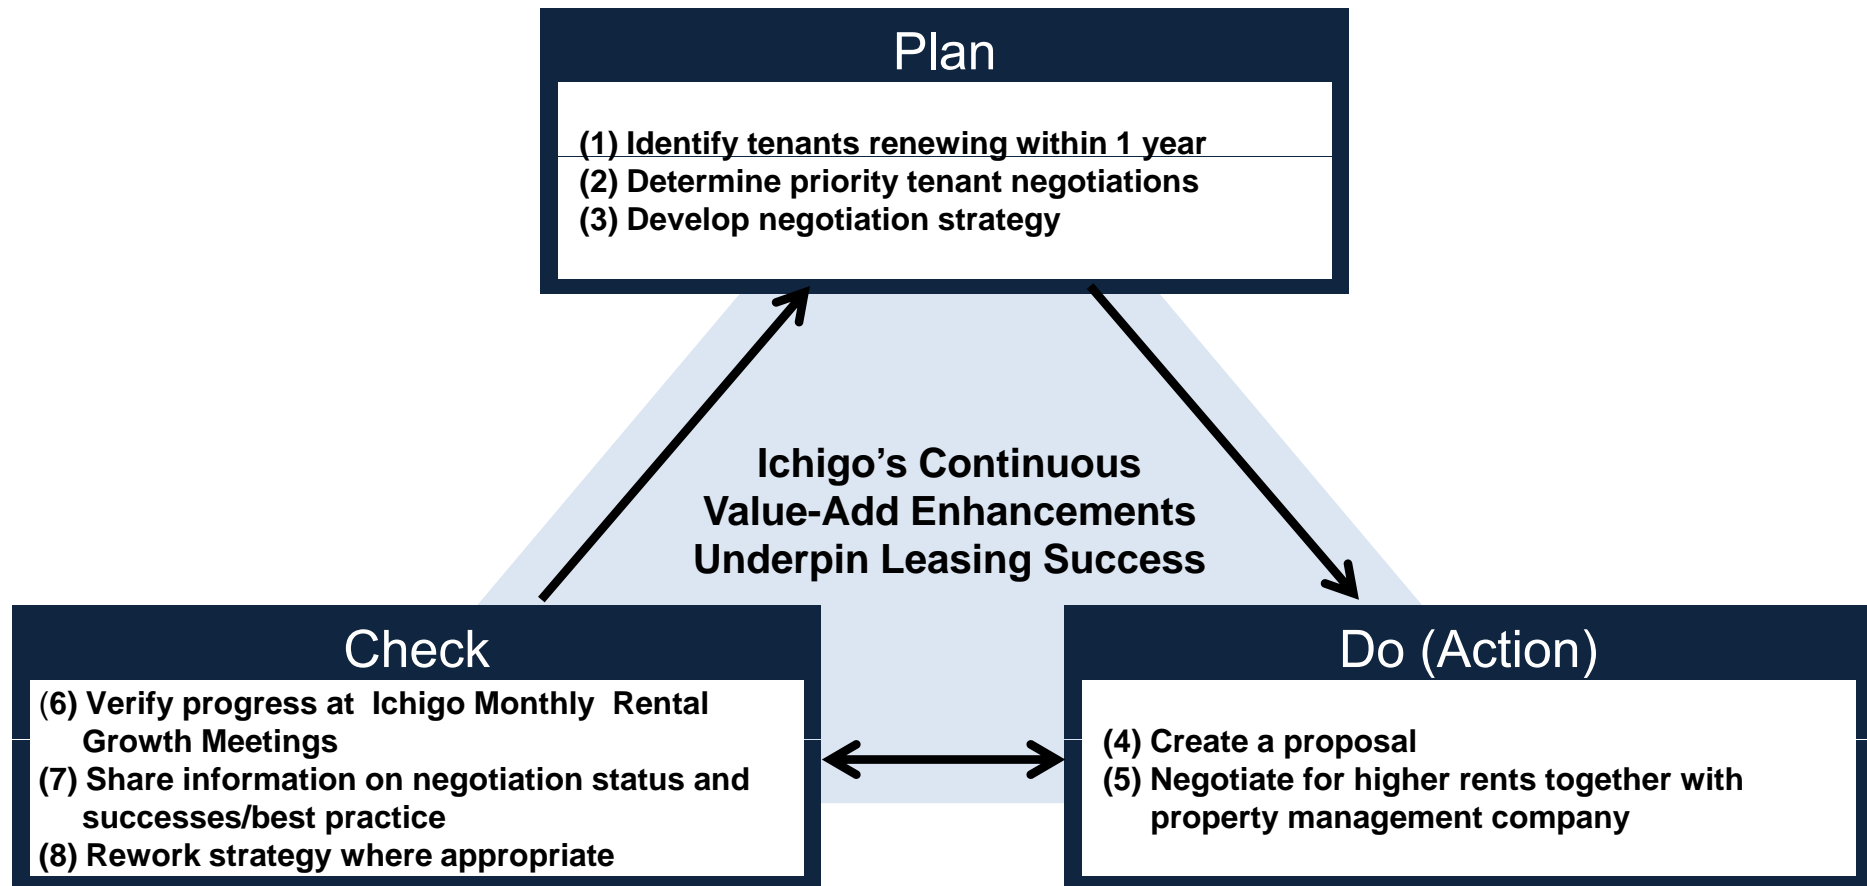 Plan
(1) Identify tenants renewing within 1 year
(2) Determine priority tenant negotiations
(3) Develop negotiation strategy
Ichigo’s Continuous
Value-Add Enhancements
Underpin Leasing Success
Check
(6) Verify progress at  Ichigo Monthly  Rental
Growth Meetings
(7) Share information on negotiation status and
successes/best practice
(8) Rework strategy where appropriate
Do (Action)
(4) Create a proposal
(5) Negotiate for higher rents together with
property management company